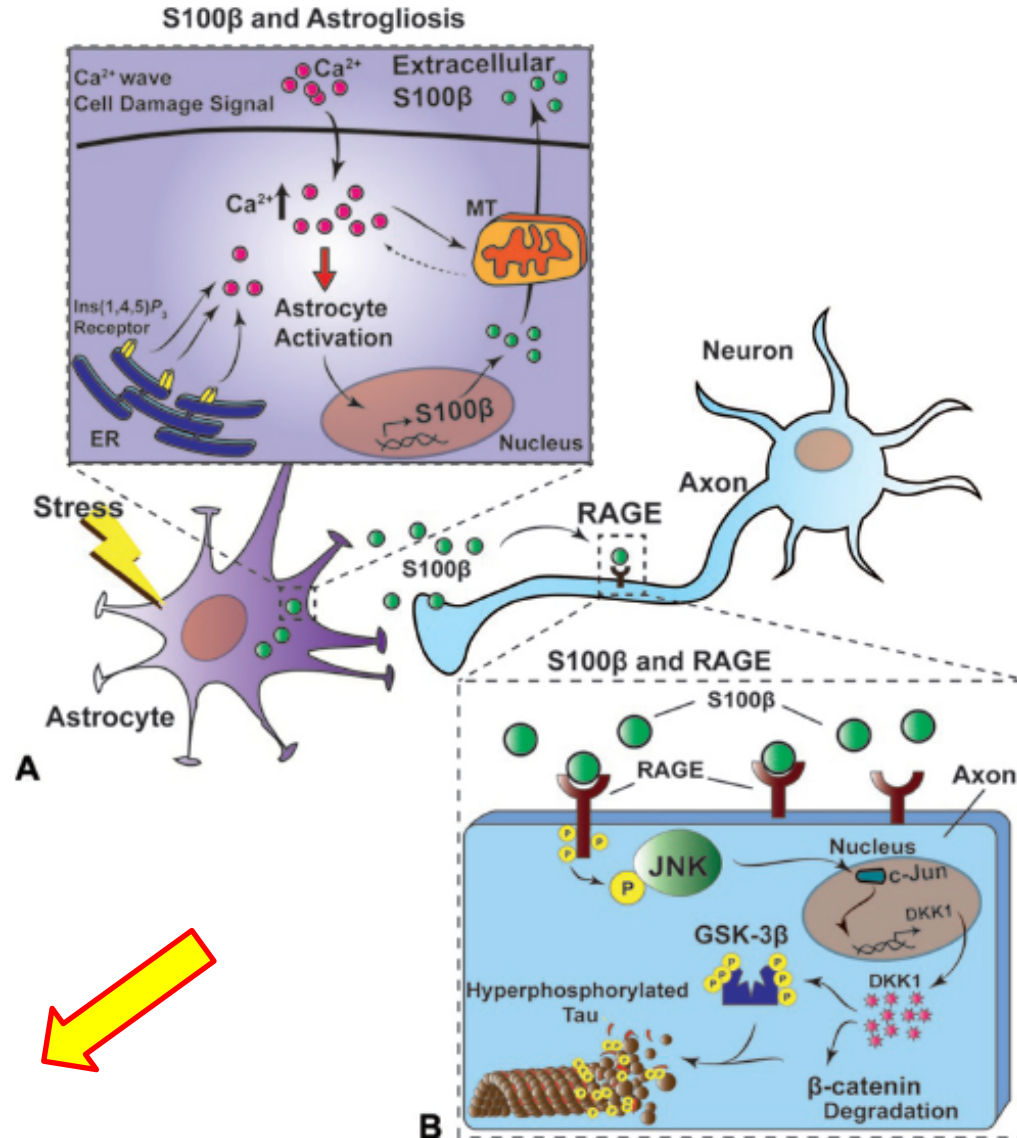 S100β and Astrogliosis
Ca²⁺ wave
Cell Damage Signal
Ca²⁺
Extracellular
S100β
Ca²⁺
MT
Ins(1,4,5)P₃
Receptor
Astrocyte
Activation
ER
S100β
Nucleus
Neuron
Axon
Stress
RAGE
S100β
Astrocyte
A
S100β and RAGE
S100β
RAGE
Axon
P
P
P
P
JNK
Nucleus
c-Jun
DKK1
GSK-3β
P
P
P
P
P
P
DKK1
Hyperphosphorylated
Tau
β-catenin
Degradation
B